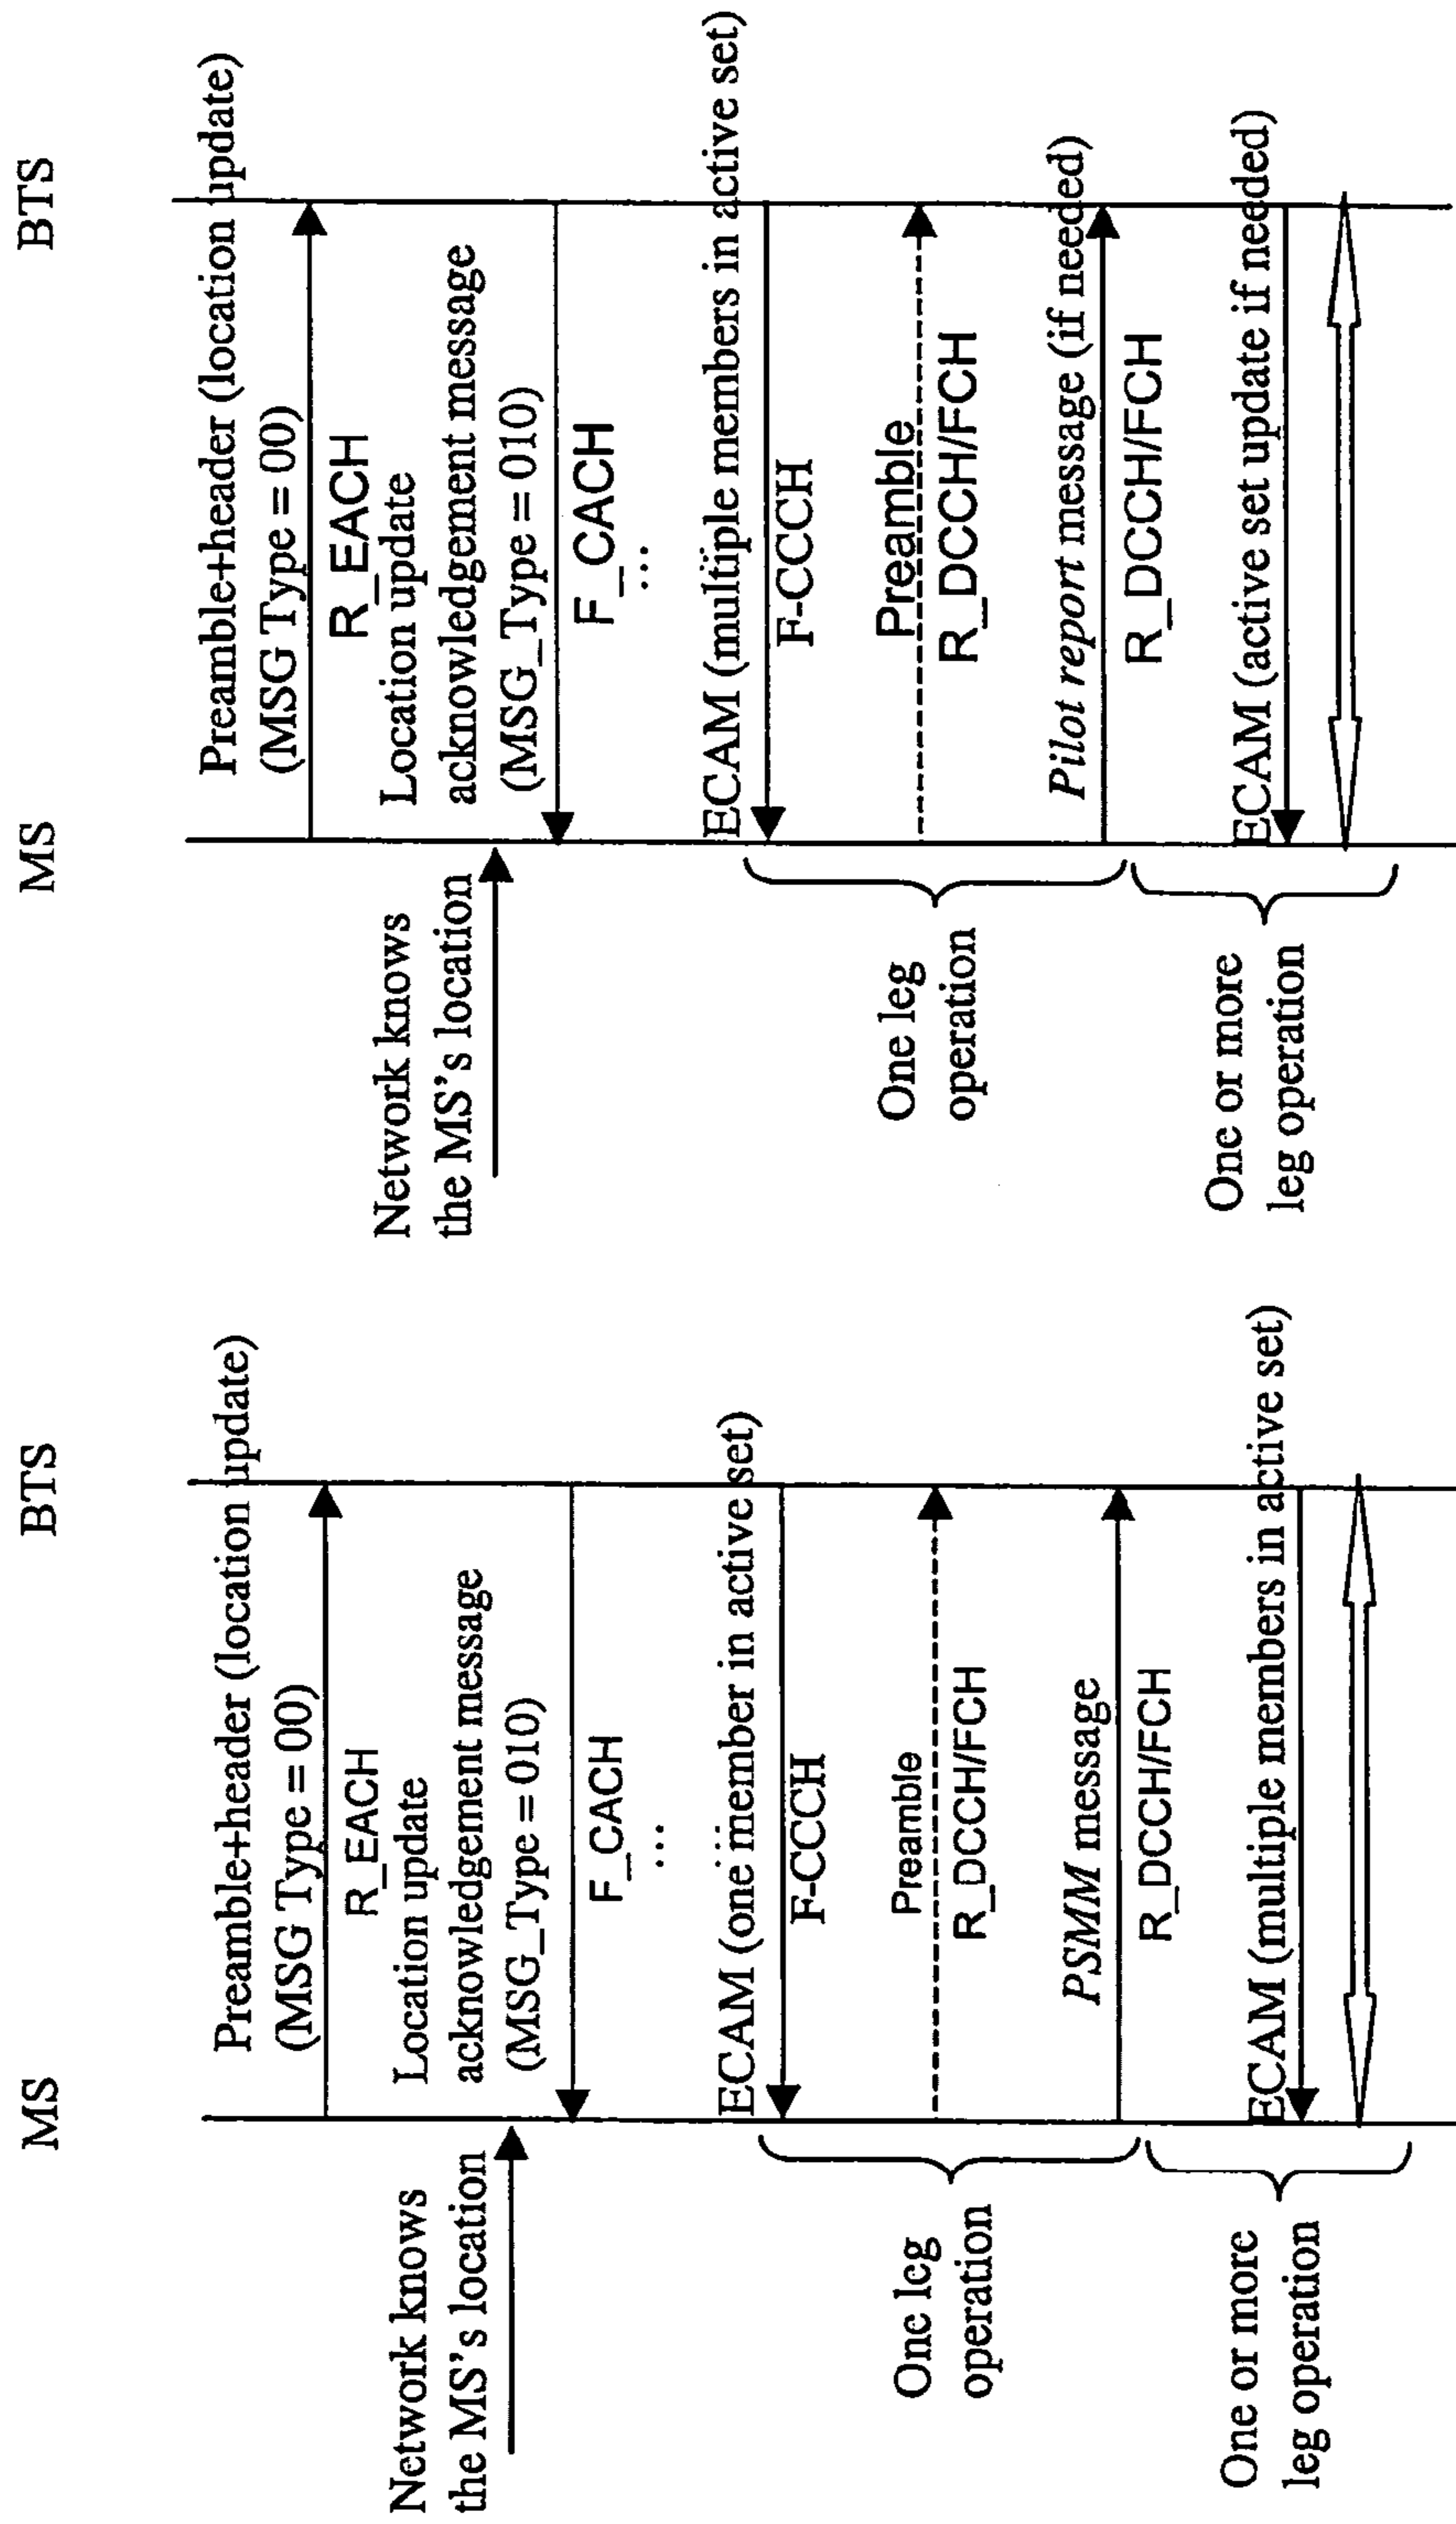 MS
BTS
Preamble+header (location update)
(MSG Type = 00)
R_EACH
Network knows
the MS's location
Location update
acknowledgement message
(MSG_Type = 010)
F_CACH
...
ECAM (one member in active set)
F-CCCH
One leg
operation
Preamble
R_DCCH/FCH
PSMM message
R_DCCH/FCH
One or more
leg operation
ECAM (multiple members in active set)
MS
BTS
Preamble+header (location update)
(MSG Type = 00)
R_EACH
Network knows
the MS's location
Location update
acknowledgement message
(MSG_Type = 010)
F_CACH
...
ECAM (multiple members in active set)
F-CCCH
One leg
operation
Preamble
R_DCCH/FCH
Pilot report message (if needed)
R_DCCH/FCH
One or more
leg operation
ECAM (active set update if needed)